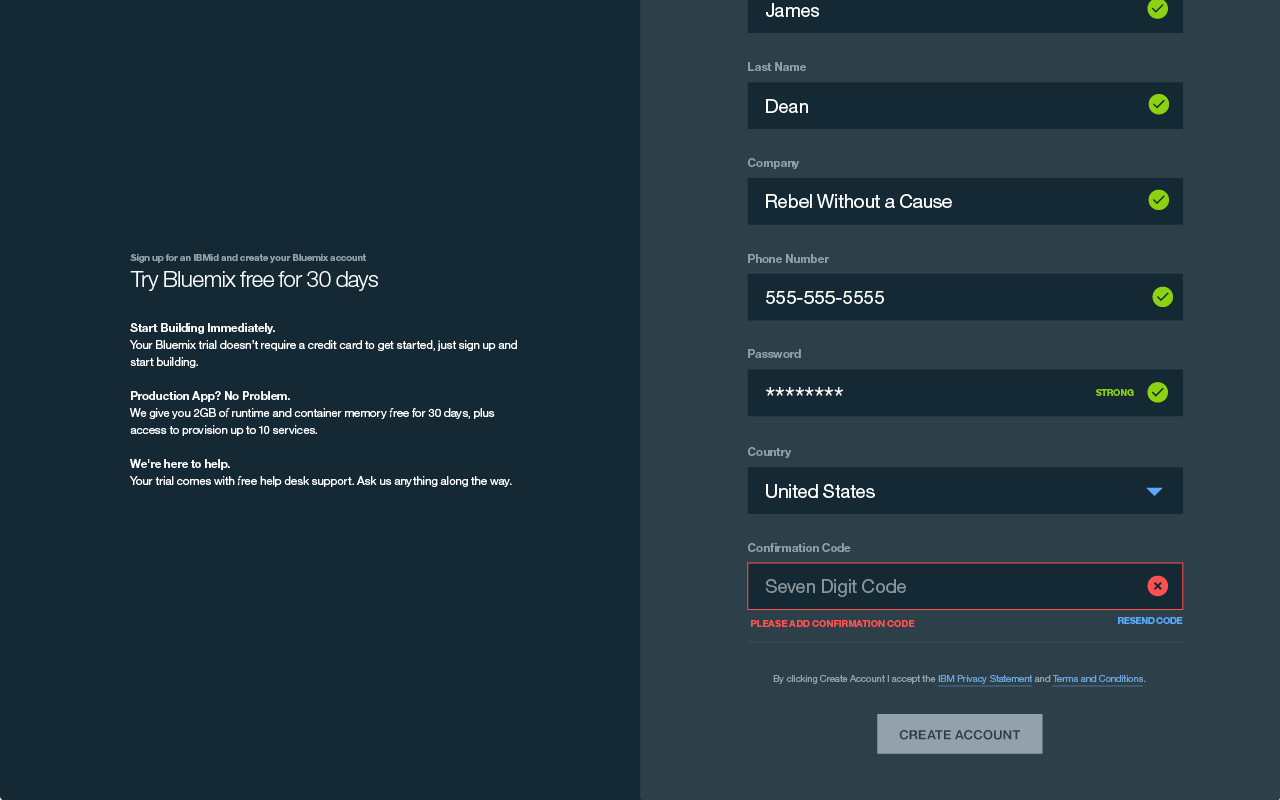 Sign up for an IBMid and create your Bluemix account
Try Bluemix free for 30 days
Start Building Immediately.
Your Bluemix trial doesn't require a credit card to get started, just sign up and
start building.
Production App? No Problem.
We give you 2GB of runtime and container memory free for 30 days, plus
access to provision up to 10 services.
We're here to help.
Your trial comes with free help desk support. Ask us anything along the way.
James
Last Name
Dean
Company
Rebel Without a Cause
Phone Number
555-555-5555
Password
******** STRONG
Country
United States
Confirmation Code
Seven Digit Code
PLEASE ADD CONFIRMATION CODE RESEND CODE
By clicking Create Account I accept the IBM Privacy Statement and Terms and Conditions.
CREATE ACCOUNT